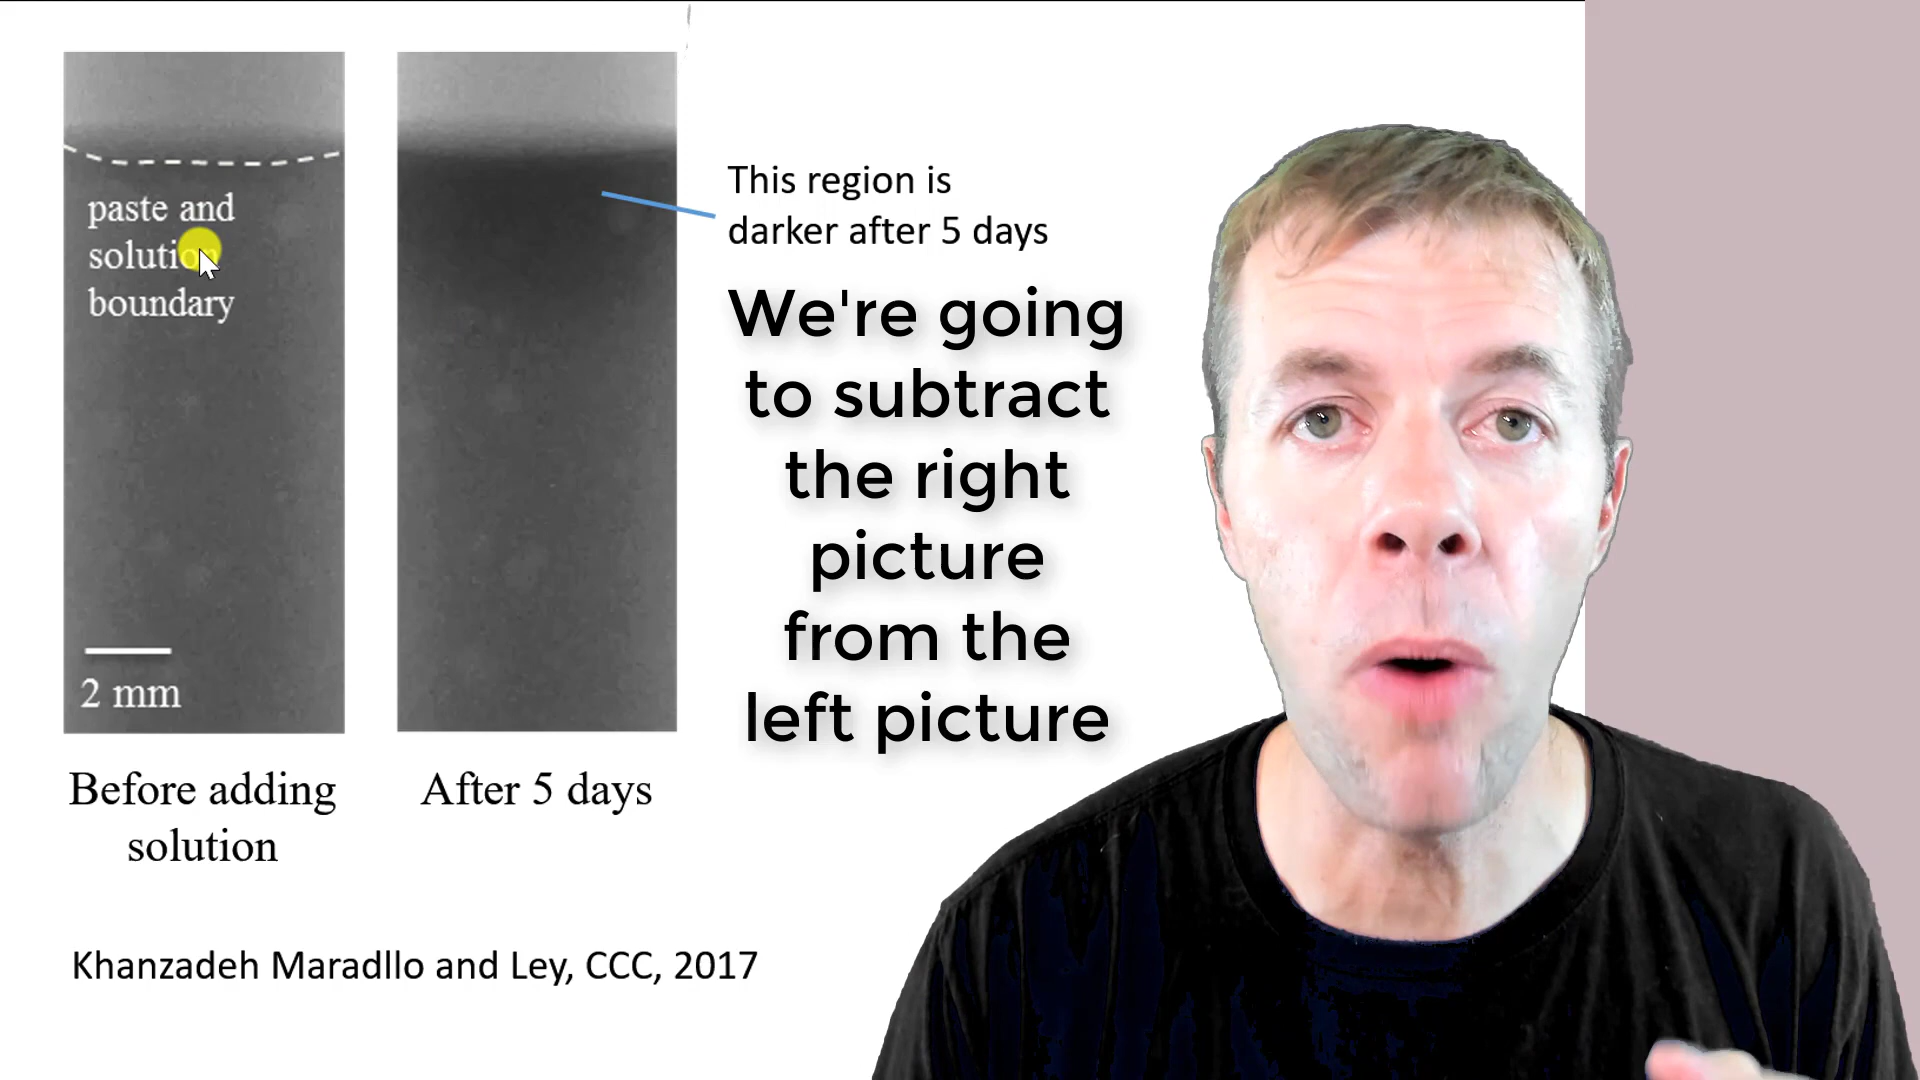 paste and
solution
boundary
2 mm
Before adding
solution
After 5 days
This region is
darker after 5 days
We're going
to subtract
the right
picture
from the
left picture
Khanzadeh Maradllo and Ley, CCC, 2017